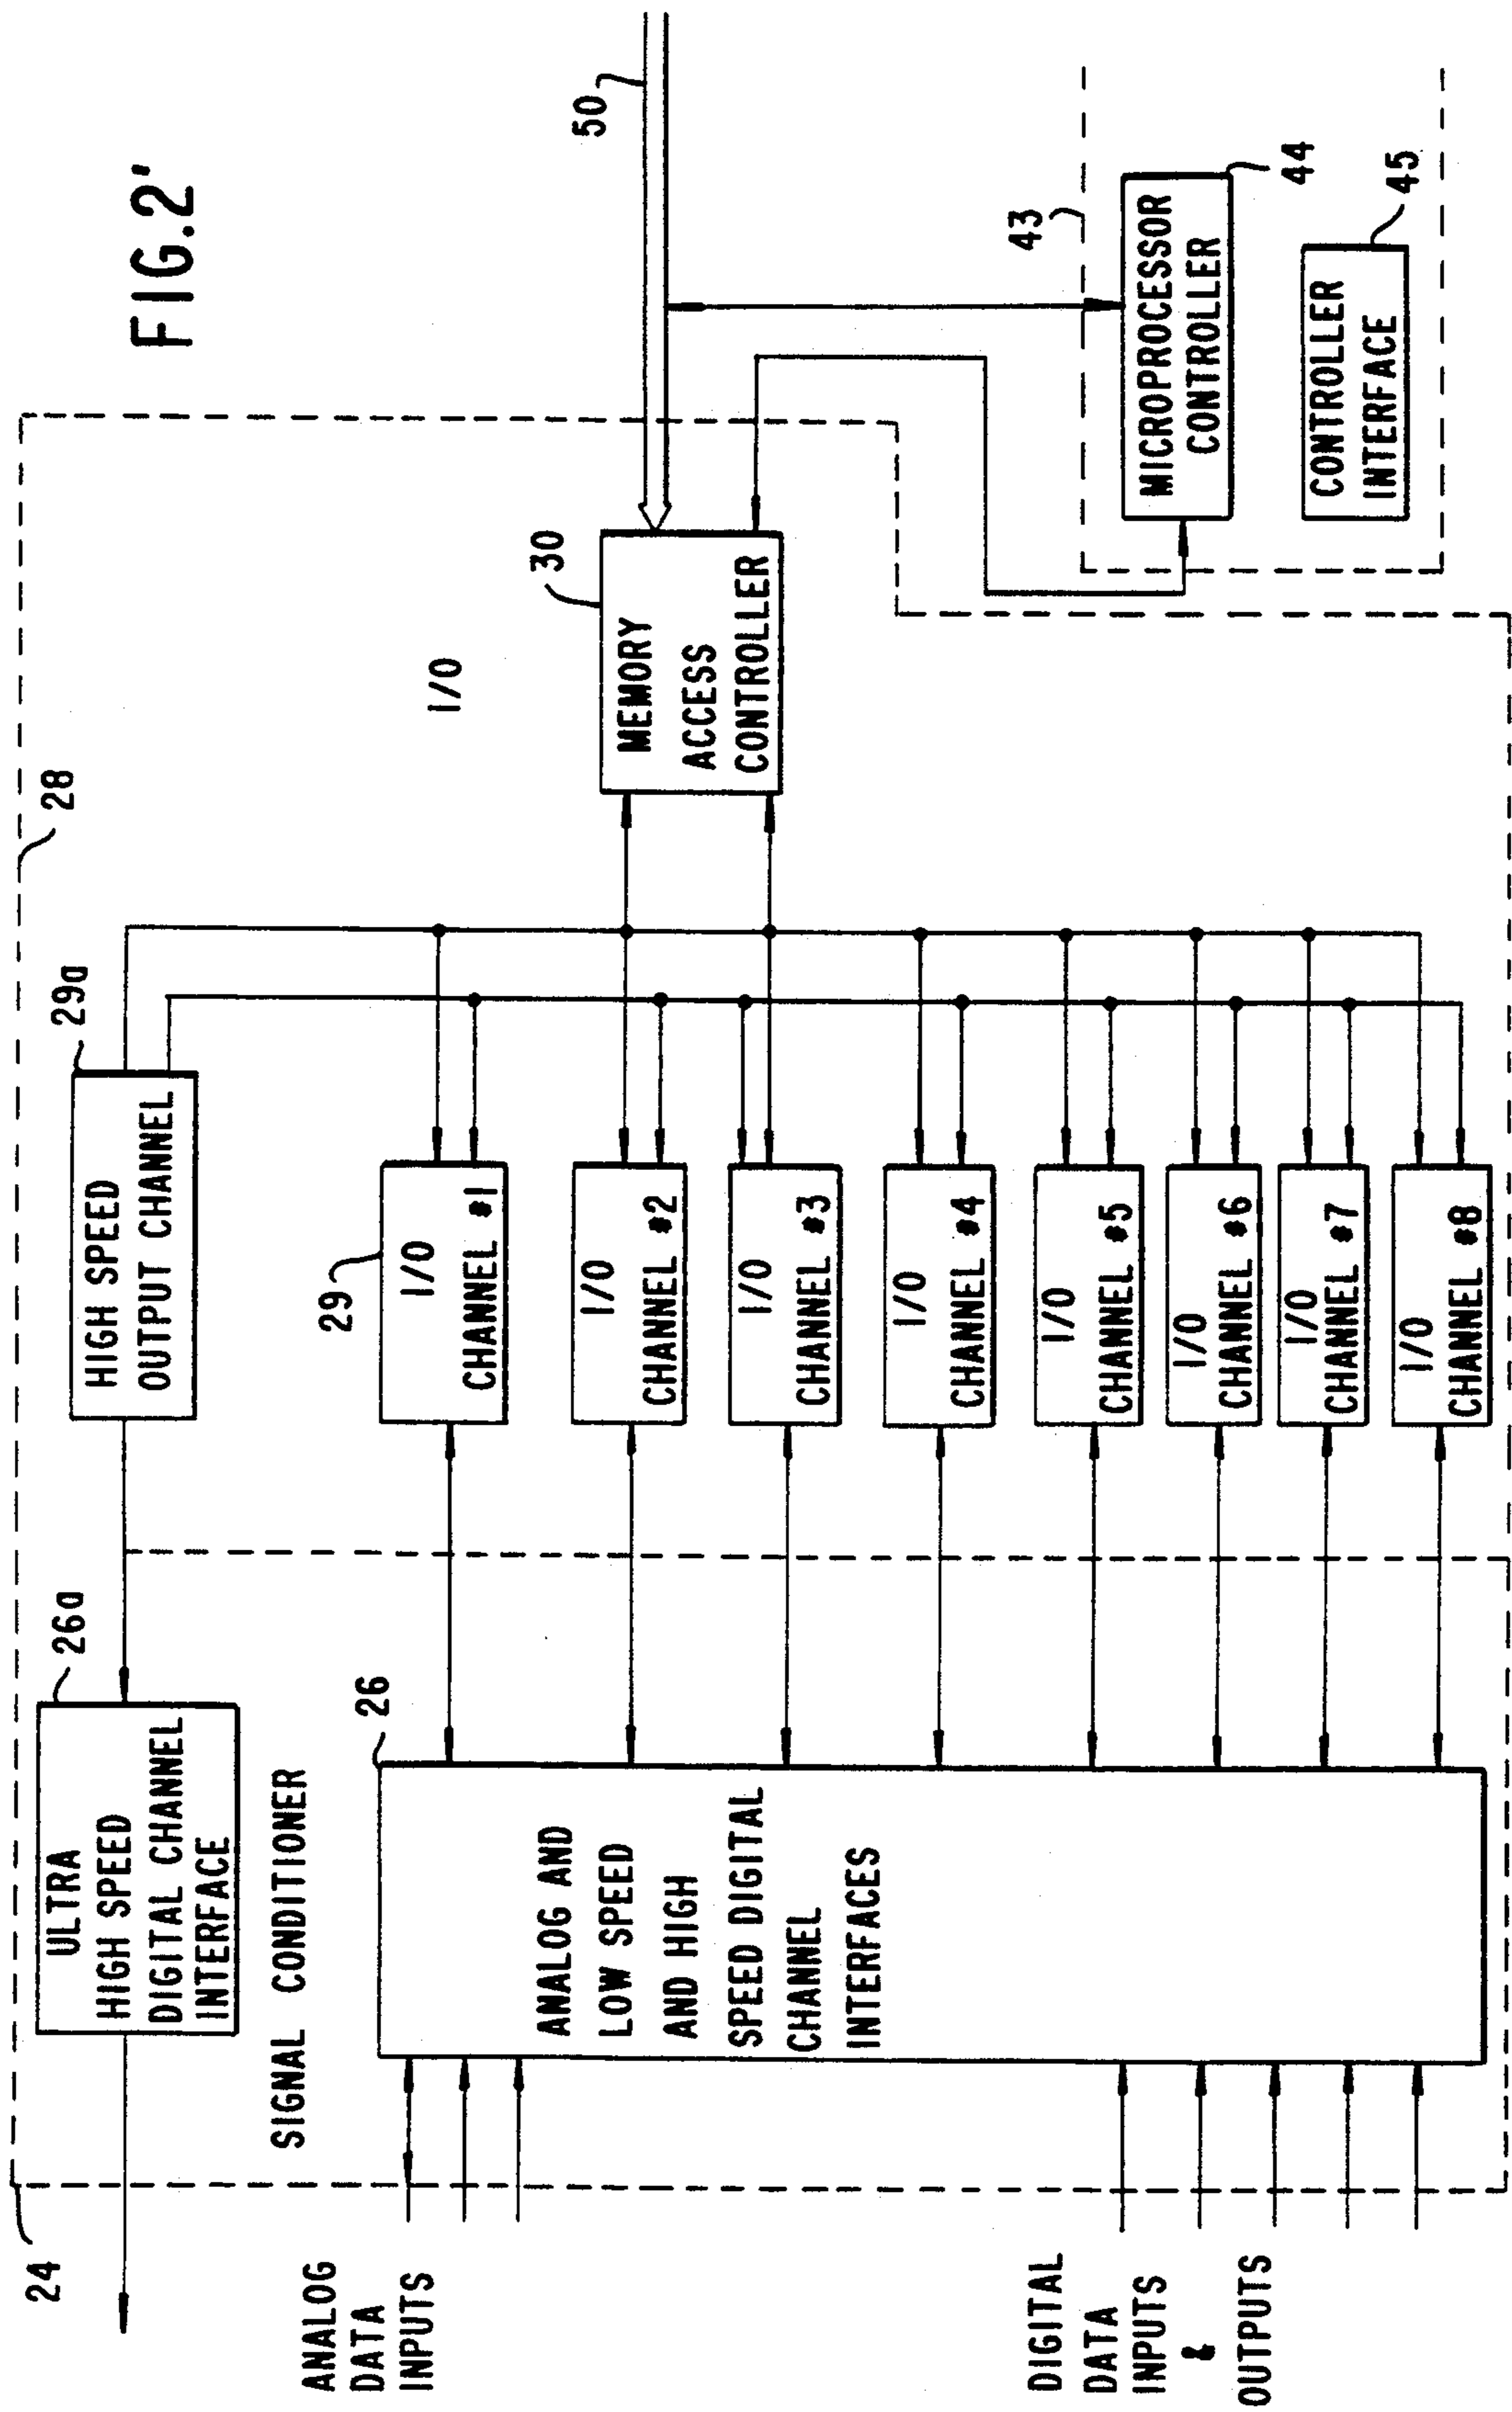 FIG.2'
24
28
26a
ULTRA
HIGH SPEED
DIGITAL CHANNEL
INTERFACE
29a
HIGH SPEED
OUTPUT CHANNEL
SIGNAL CONDITIONER
ANALOG
DATA
INPUTS
26
ANALOG AND
LOW SPEED
AND HIGH
SPEED DIGITAL
CHANNEL
INTERFACES
29
I/O
CHANNEL #1
I/O
CHANNEL #2
I/O
CHANNEL #3
I/O
CHANNEL #4
I/O
CHANNEL #5
I/O
CHANNEL #6
I/O
CHANNEL #7
I/O
CHANNEL #8
I/O
30
MEMORY
ACCESS
CONTROLLER
50
43
MICROPROCESSOR
CONTROLLER
44
CONTROLLER
INTERFACE
45
DIGITAL
DATA
INPUTS
&
OUTPUTS